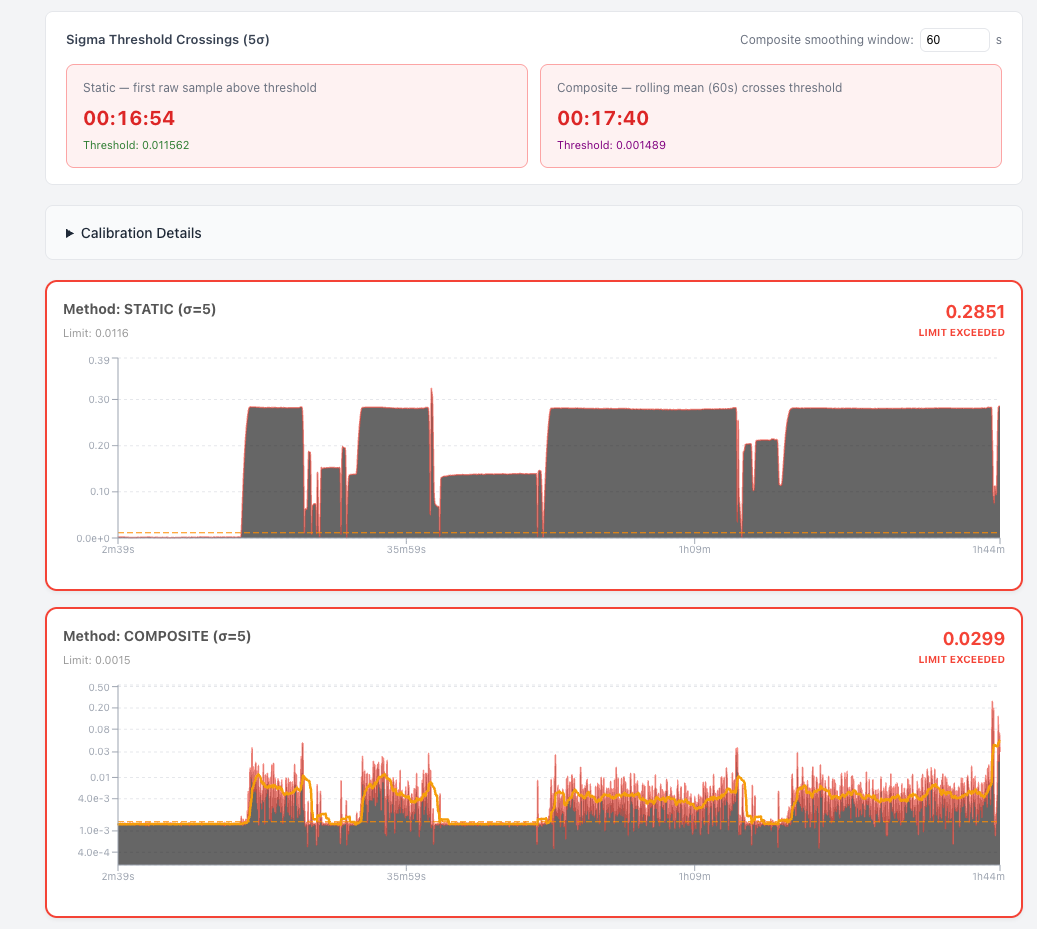 Sigma Threshold Crossings (5σ)
Composite smoothing window: 60 s
Static — first raw sample above threshold
00:16:54
Threshold: 0.011562
Composite — rolling mean (60s) crosses threshold
00:17:40
Threshold: 0.001489
▶ Calibration Details
Method: STATIC (σ=5)
0.2851
Limit: 0.0116
LIMIT EXCEEDED
0.39
0.30
0.20
0.10
0.0e+0
2m39s
35m59s
1h09m
1h44m
Method: COMPOSITE (σ=5)
0.0299
Limit: 0.0015
LIMIT EXCEEDED
0.50
0.20
0.08
0.03
0.01
4.0e-3
1.0e-3
4.0e-4
2m39s
35m59s
1h09m
1h44m